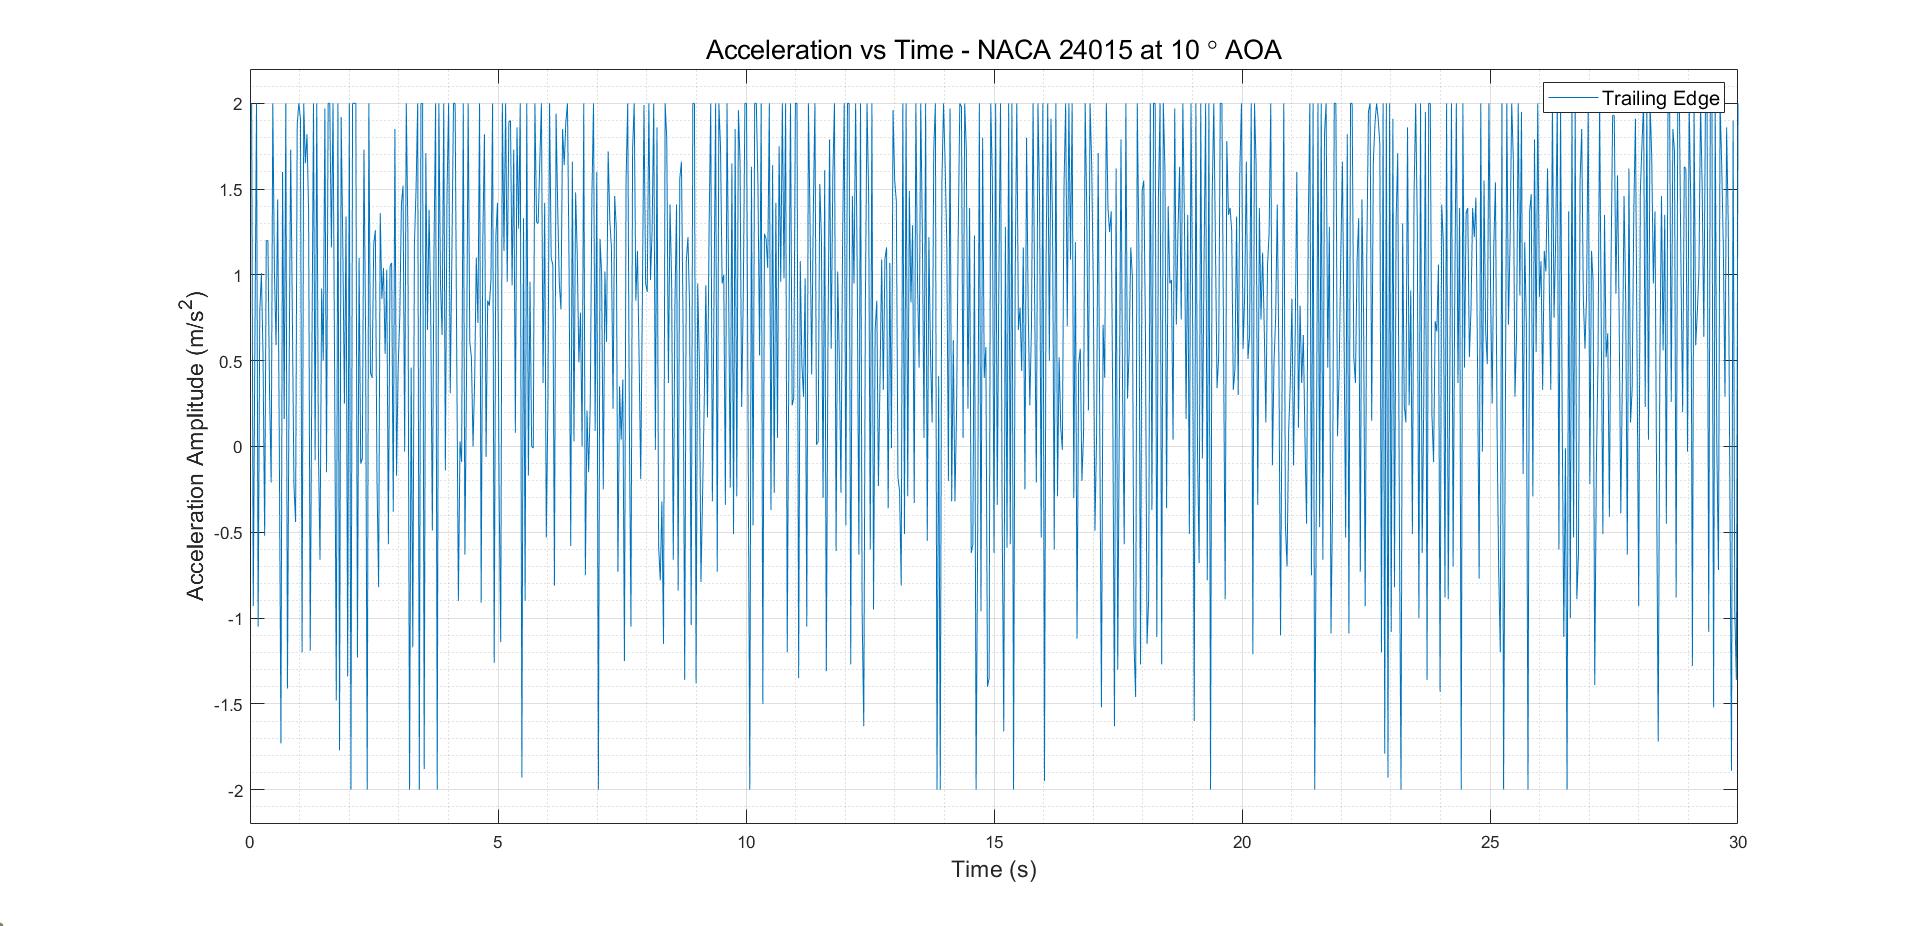 Acceleration vs Time - NACA 24015 at 10 ° AOA
Trailing Edge
Acceleration Amplitude (m/s²)
2
1.5
1
0.5
0
-0.5
-1
-1.5
-2
0 5 10 15 20 25 30
Time (s)